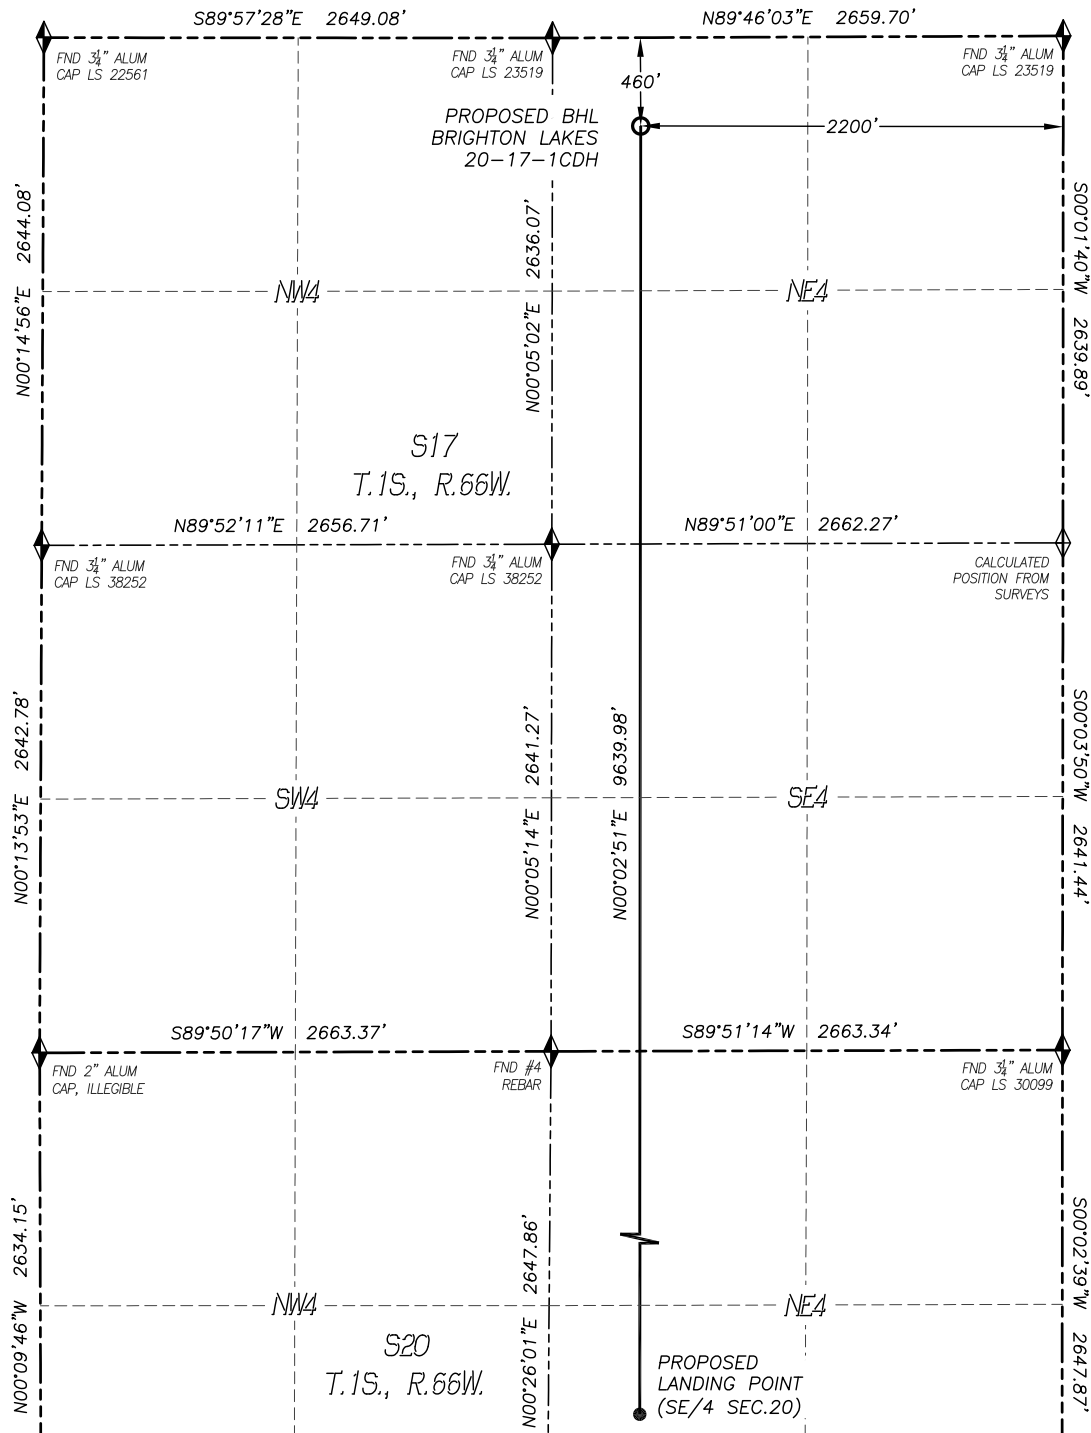 S89°57'28"E 2649.08'
N89°46'03"E 2659.70'
FND 3¼" ALUM
CAP LS 22561
FND 3¼" ALUM
CAP LS 23519
FND 3¼" ALUM
CAP LS 23519
460'
PROPOSED BHL
BRIGHTON LAKES
20-17-1CDH
2200'
N00°14'56"E 2644.08'
N00°05'02"E 2636.07'
S00°01'40"W 2639.89'
NW4
NE4
S17
T.1S., R.66W.
N89°52'11"E 2656.71'
N89°51'00"E 2662.27'
FND 3¼" ALUM
CAP LS 38252
FND 3¼" ALUM
CAP LS 38252
CALCULATED
POSITION FROM
SURVEYS
N00°13'53"E 2642.78'
N00°05'14"E 2641.27'
N00°02'51"E 9639.98'
S00°03'50"W 2641.44'
SW4
SE4
S89°50'17"W 2663.37'
S89°51'14"W 2663.34'
FND 2" ALUM
CAP, ILLEGIBLE
FND #4
REBAR
FND 3¼" ALUM
CAP LS 30099
N00°09'46"W 2634.15'
N00°26'01"E 2647.86'
S00°02'39"W 2647.87'
NW4
NE4
S20
T.1S., R.66W.
PROPOSED
LANDING POINT
(SE/4 SEC.20)